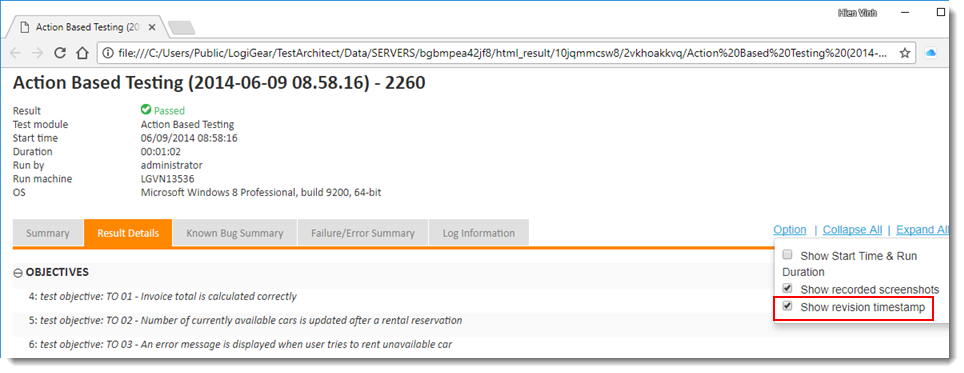 Hien Vinh
Action Based Testing (20
file:///C:/Users/Public/LogiGear/TestArchitect/Data/SERVERS/bgbmpea42jf8/html_result/10jqmmcsw8/2vkhoakkvq/Action%20Based%20Testing%20(2014-...
Action Based Testing (2014-06-09 08.58.16) - 2260
Result Passed
Test module Action Based Testing
Start time 06/09/2014 08:58:16
Duration 00:01:02
Run by administrator
Run machine LGVN13536
OS Microsoft Windows 8 Professional, build 9200, 64-bit
Summary Result Details Known Bug Summary Failure/Error Summary Log Information Option | Collapse All | Expand All
Show Start Time & Run
Duration
Show recorded screenshots
Show revision timestamp
OBJECTIVES
4: test objective: TO 01 - Invoice total is calculated correctly
5: test objective: TO 02 - Number of currently available cars is updated after a rental reservation
6: test objective: TO 03 - An error message is displayed when user tries to rent unavailable car